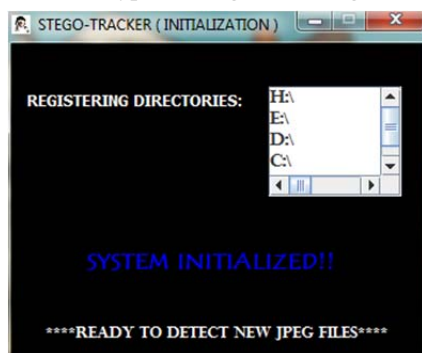 STEGO-TRACKER ( INITIALIZATION )
REGISTERING DIRECTORIES:
H:\
E:\
D:\
C:\
SYSTEM INITIALIZED!!
****READY TO DETECT NEW JPEG FILES****